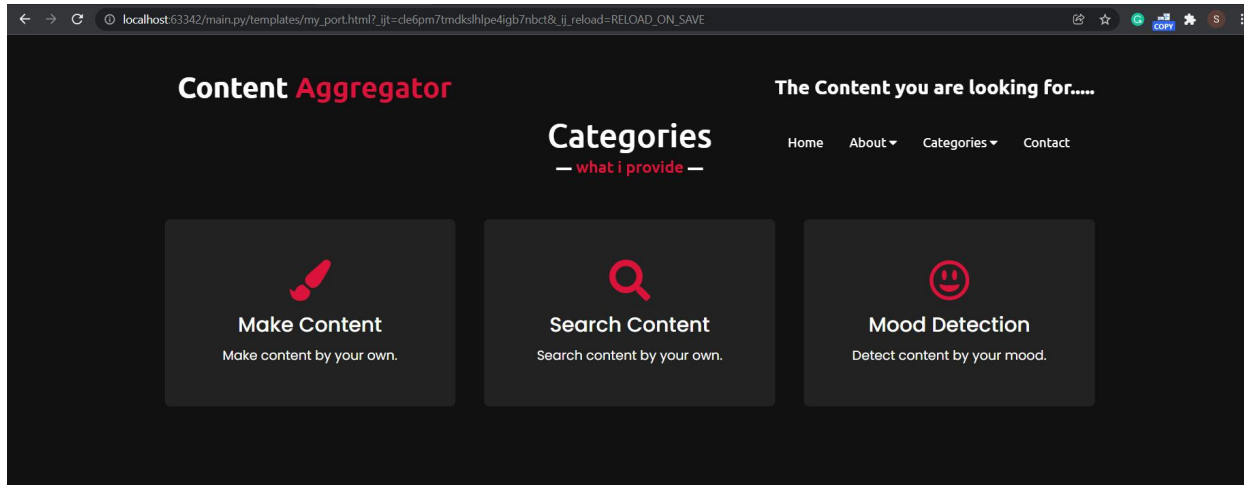 localhost:63342/main.py/templates/my_port.html?_ijt=cle6pm7tmdkslhlpe4igb7nbct&_ij_reload=RELOAD_ON_SAVE
G
COPY
S
Content Aggregator
The Content you are looking for.....
Categories
— what i provide —
Home About Categories Contact
Make Content
Make content by your own.
Search Content
Search content by your own.
Mood Detection
Detect content by your mood.